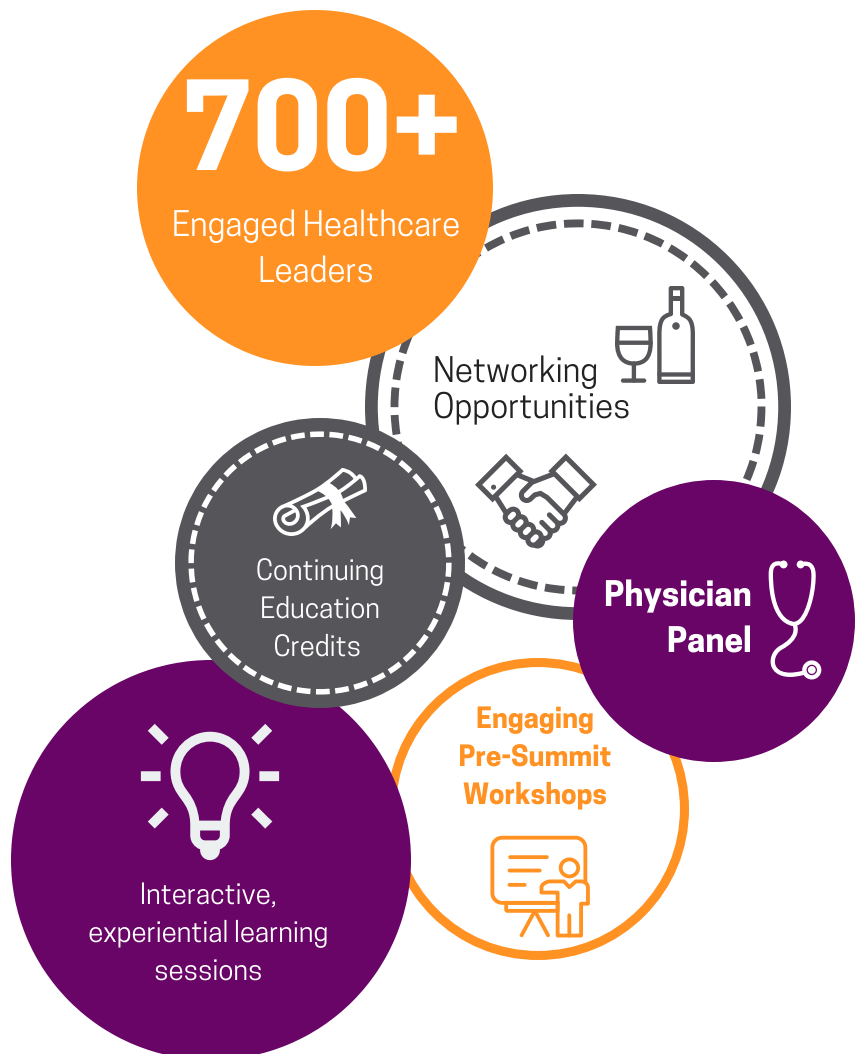 700+
Engaged Healthcare
Leaders
Networking
Opportunities
Continuing
Education
Credits
Physician
Panel
Engaging
Pre-Summit
Workshops
Interactive,
experiential learning
sessions